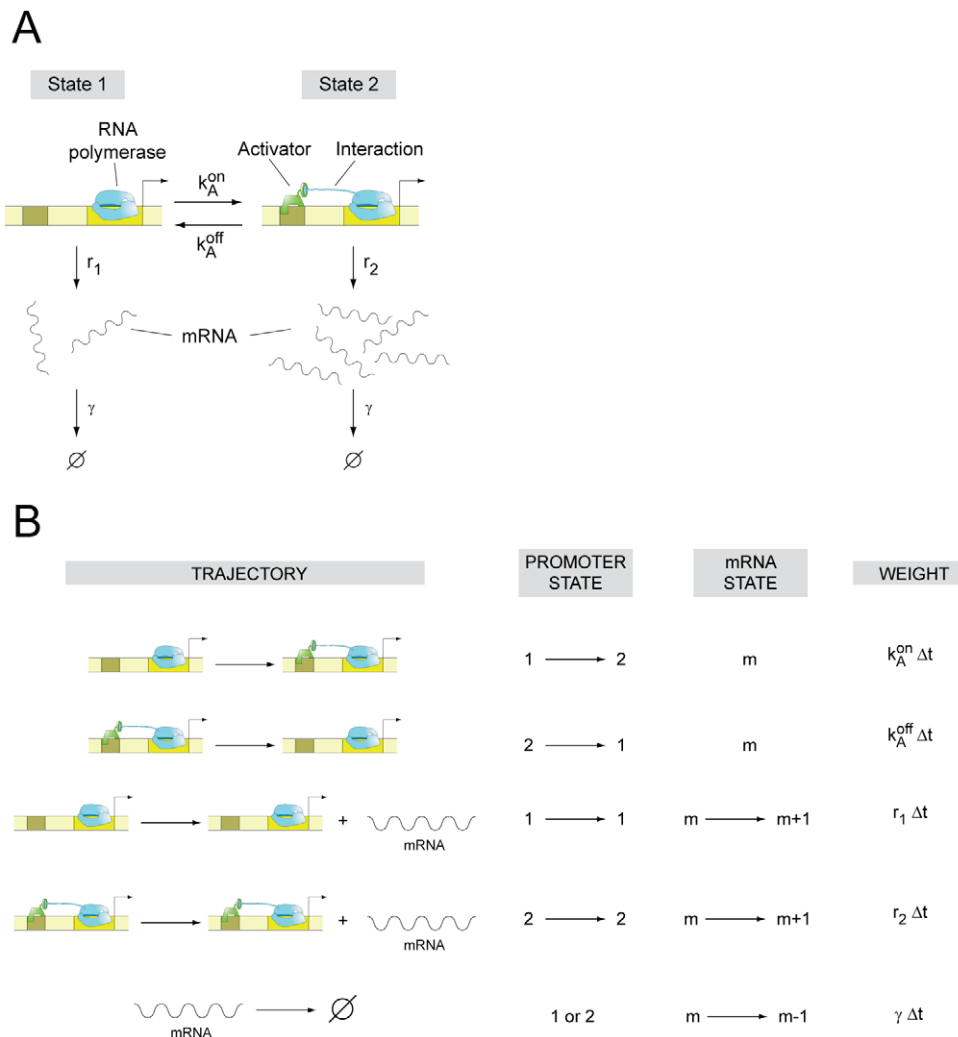 A
State 1
State 2
RNA
polymerase
Activator
Interaction
k_A^on
k_A^off
r_1
r_2
mRNA
γ
γ
∅
∅
B
TRAJECTORY
PROMOTER
STATE
mRNA
STATE
WEIGHT
1 → 2
m
k_A^on Δt
2 → 1
m
k_A^off Δt
+
mRNA
1 → 1
m → m+1
r_1 Δt
+
mRNA
2 → 2
m → m+1
r_2 Δt
mRNA
∅
1 or 2
m → m-1
γ Δt